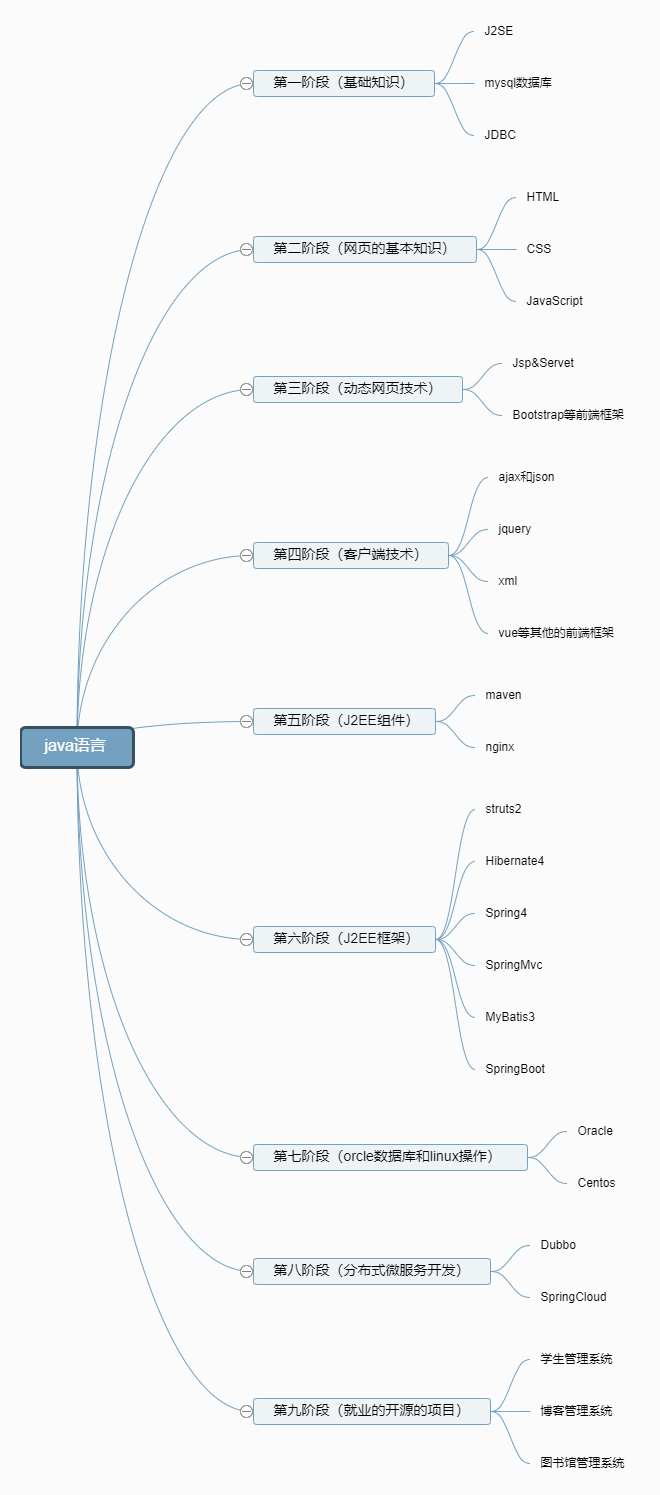 java语言
第一阶段（基础知识）
J2SE
mysql数据库
JDBC
第二阶段（网页的基本知识）
HTML
CSS
JavaScript
第三阶段（动态网页技术）
Jsp&Servet
Bootstrap等前端框架
第四阶段（客户端技术）
ajax和json
jquery
xml
vue等其他的前端框架
第五阶段（J2EE组件）
maven
nginx
第六阶段（J2EE框架）
struts2
Hibernate4
Spring4
SpringMvc
MyBatis3
SpringBoot
第七阶段（orcle数据库和linux操作）
Oracle
Centos
第八阶段（分布式微服务开发）
Dubbo
SpringCloud
第九阶段（就业的开源的项目）
学生管理系统
博客管理系统
图书馆管理系统